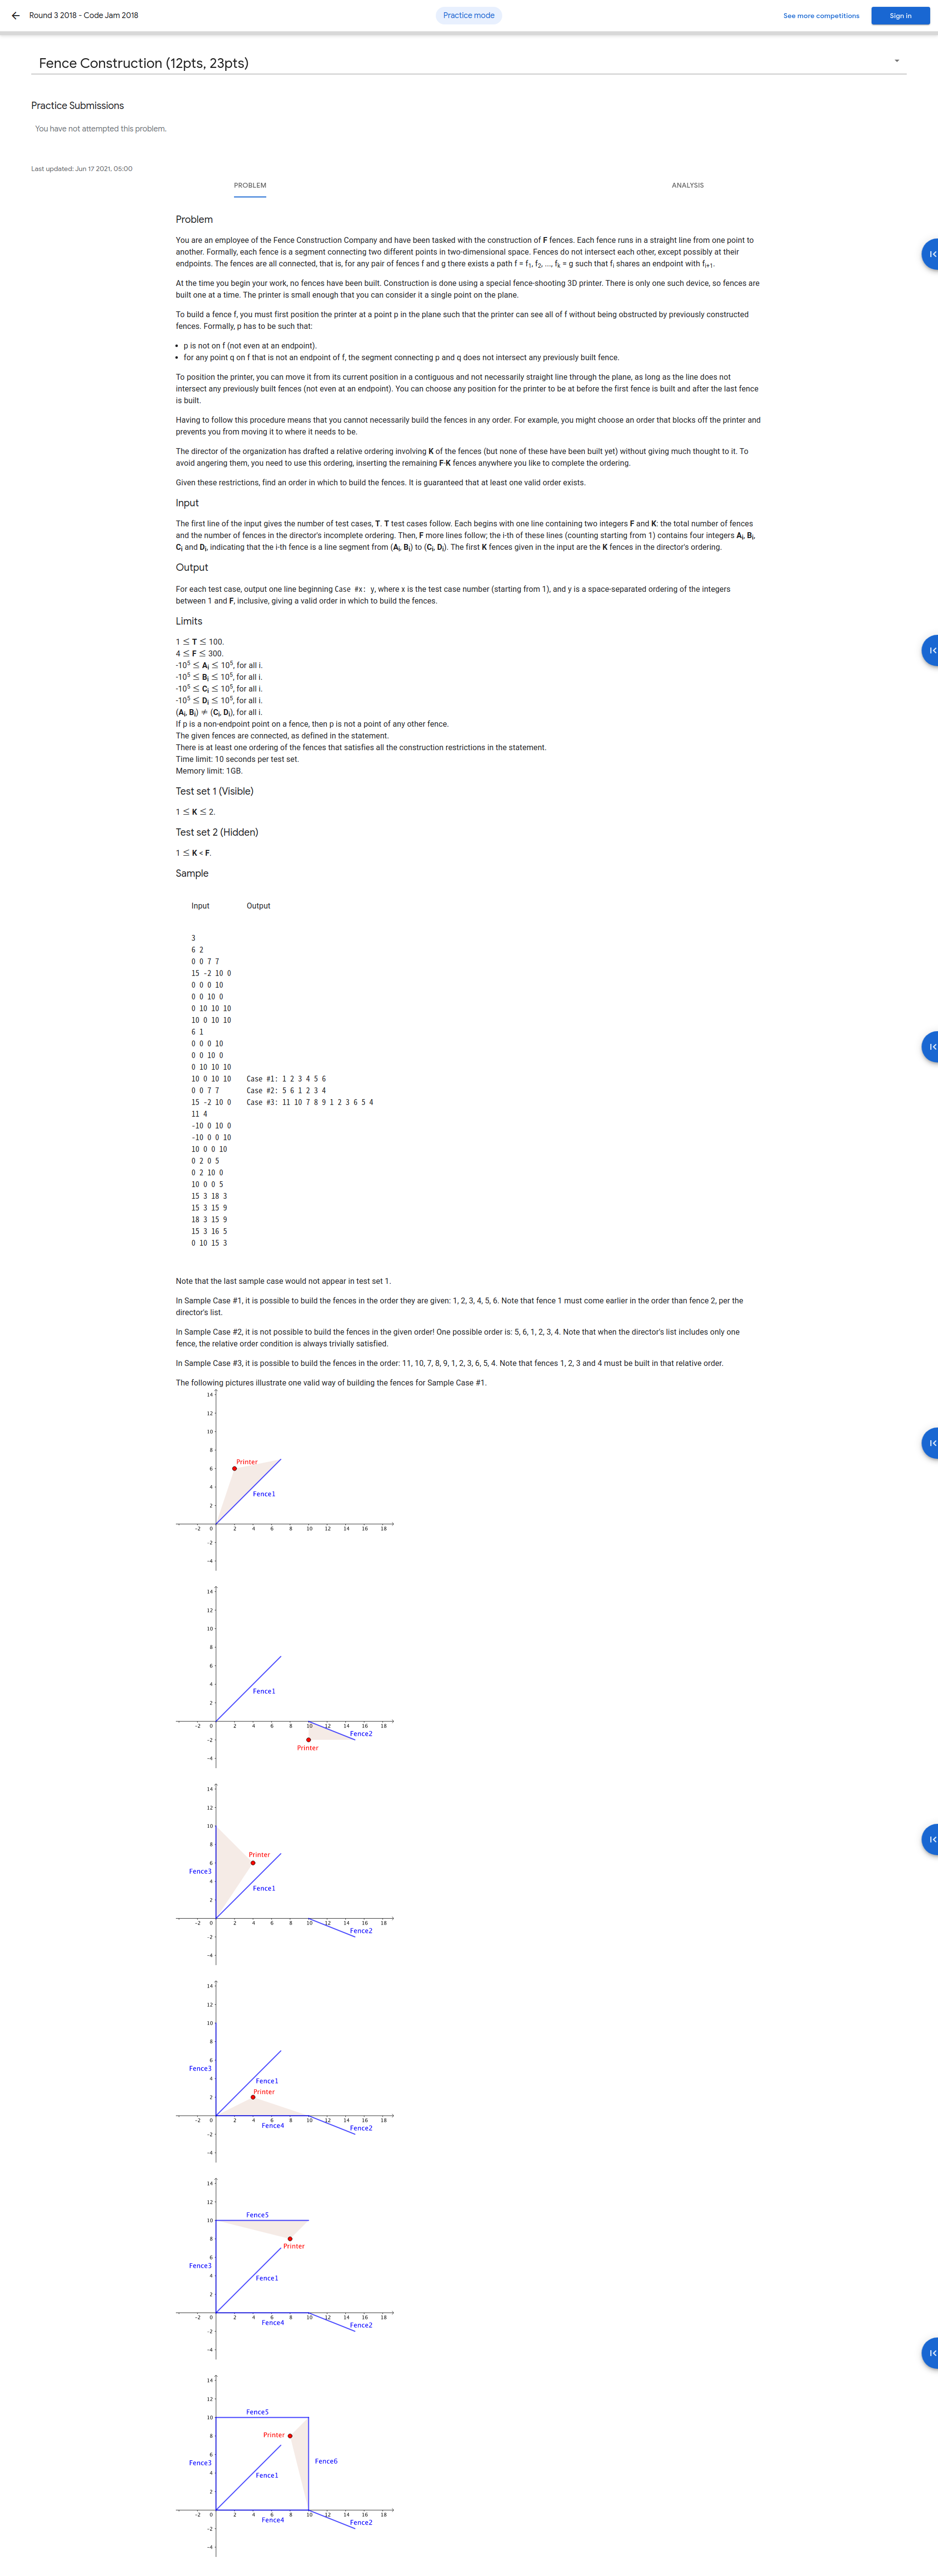 Round 3 2018 - Code Jam 2018
Practice mode
See more competitions
Sign in
Fence Construction (12pts, 23pts)
Practice Submissions
You have not attempted this problem.
Last updated: Jun 17 2021, 05:00
PROBLEM
ANALYSIS
Problem
You are an employee of the Fence Construction Company and have been tasked with the construction of F fences. Each fence runs in a straight line from one point to
another. Formally, each fence is a segment connecting two different points in two-dimensional space. Fences do not intersect each other, except possibly at their
endpoints. The fences are all connected, that is, for any pair of fences f and g there exists a path f = f1, f2, ..., fk = g such that fi shares an endpoint with fi+1.
At the time you begin your work, no fences have been built. Construction is done using a special fence-shooting 3D printer. There is only one such device, so fences are
built one at a time. The printer is small enough that you can consider it a single point on the plane.
To build a fence f, you must first position the printer at a point p in the plane such that the printer can see all of f without being obstructed by previously constructed
fences. Formally, p has to be such that:
• p is not on f (not even at an endpoint).
• for any point q on f that is not an endpoint of f, the segment connecting p and q does not intersect any previously built fence.
To position the printer, you can move it from its current position in a contiguous and not necessarily straight line through the plane, as long as the line does not
intersect any previously built fences (not even at an endpoint). You can choose any position for the printer to be at before the first fence is built and after the last fence
is built.
Having to follow this procedure means that you cannot necessarily build the fences in any order. For example, you might choose an order that blocks off the printer and
prevents you from moving it to where it needs to be.
The director of the organization has drafted a relative ordering involving K of the fences (but none of these have been built yet) without giving much thought to it. To
avoid angering them, you need to use this ordering, inserting the remaining F-K fences anywhere you like to complete the ordering.
Given these restrictions, find an order in which to build the fences. It is guaranteed that at least one valid order exists.
Input
The first line of the input gives the number of test cases, T. T test cases follow. Each begins with one line containing two integers F and K: the total number of fences
and the number of fences in the director's incomplete ordering. Then, F more lines follow; the i-th of these lines (counting starting from 1) contains four integers Ai, Bi,
Ci and Di, indicating that the i-th fence is a line segment from (Ai, Bi) to (Ci, Di). The first K fences given in the input are the K fences in the director's ordering.
Output
For each test case, output one line beginning Case #x: y, where x is the test case number (starting from 1), and y is a space-separated ordering of the integers
between 1 and F, inclusive, giving a valid order in which to build the fences.
Limits
1 ≤ T ≤ 100.
4 ≤ F ≤ 300.
-10^5 ≤ Ai ≤ 10^5, for all i.
-10^5 ≤ Bi ≤ 10^5, for all i.
-10^5 ≤ Ci ≤ 10^5, for all i.
-10^5 ≤ Di ≤ 10^5, for all i.
(Ai, Bi) ≠ (Ci, Di), for all i.
If p is a non-endpoint point on a fence, then p is not a point of any other fence.
The given fences are connected, as defined in the statement.
There is at least one ordering of the fences that satisfies all the construction restrictions in the statement.
Time limit: 10 seconds per test set.
Memory limit: 1GB.
Test set 1 (Visible)
1 ≤ K ≤ 2.
Test set 2 (Hidden)
1 ≤ K < F.
Sample
Input Output
3
6 2
0 0 7 7
15 -2 10 0
0 0 0 10
0 0 10 0
0 10 10 10
10 0 10 10
6 1
0 0 0 10
0 0 10 0
0 10 10 10
10 0 10 10 Case #1: 1 2 3 4 5 6
0 0 7 7 Case #2: 5 6 1 2 3 4
15 -2 10 0 Case #3: 11 10 7 8 9 1 2 3 6 5 4
11 4
-10 0 10 0
-10 0 0 10
10 0 0 10
0 2 0 5
0 2 10 0
10 0 0 5
15 3 18 3
15 3 15 9
18 3 15 9
15 3 16 5
0 10 15 3
Note that the last sample case would not appear in test set 1.
In Sample Case #1, it is possible to build the fences in the order they are given: 1, 2, 3, 4, 5, 6. Note that fence 1 must come earlier in the order than fence 2, per the
director's list.
In Sample Case #2, it is not possible to build the fences in the given order! One possible order is: 5, 6, 1, 2, 3, 4. Note that when the director's list includes only one
fence, the relative order condition is always trivially satisfied.
In Sample Case #3, it is possible to build the fences in the order: 11, 10, 7, 8, 9, 1, 2, 3, 6, 5, 4. Note that fences 1, 2, 3 and 4 must be built in that relative order.
The following pictures illustrate one valid way of building the fences for Sample Case #1.
14
12
10
8
Printer
6
4
Fence1
2
-2 0 2 4 6 8 10 12 14 16 18
-2
-4
14
12
10
8
6
4
Fence1
2
-2 0 2 4 6 8 10 12 14 16 18
Fence2
-2
Printer
-4
14
12
10
8
Printer
6
Fence3
4
Fence1
2
-2 0 2 4 6 8 10 12 14 16 18
Fence2
-2
-4
14
12
10
8
Fence3
6
Fence1
4
Printer
2
-2 0 2 4 6 8 10 12 14 16 18
Fence4
Fence2
-2
-4
14
12
Fence5
10
8
Printer
6
Fence3
4
Fence1
2
-2 0 2 4 6 8 10 12 14 16 18
Fence4
Fence2
-2
-4
14
12
Fence5
10
8
Printer
6
Fence3
Fence6
4
Fence1
2
-2 0 2 4 6 8 10 12 14 16 18
Fence4
Fence2
-2
-4